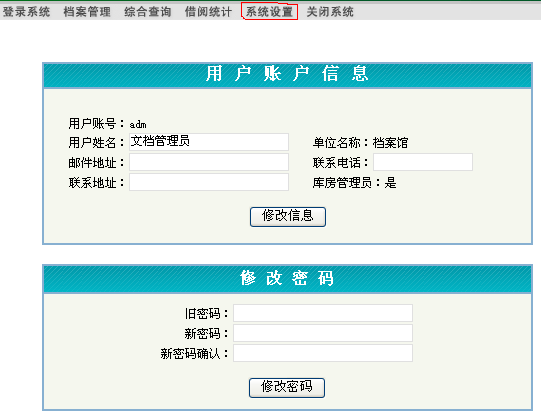 登录系统 档案管理 综合查询 借阅统计 系统设置 关闭系统
用户账户信息
用户账号：adm
用户姓名：文档管理员 单位名称：档案馆
邮件地址： 联系电话：
联系地址： 库房管理员：是
修改信息
修改密码
旧密码：
新密码：
新密码确认：
修改密码